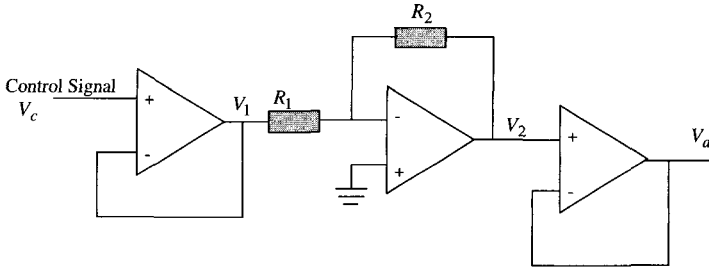 Control Signal
V_c
+
-
V_1
R_1
R_2
-
+
V_2
+
-
V_a